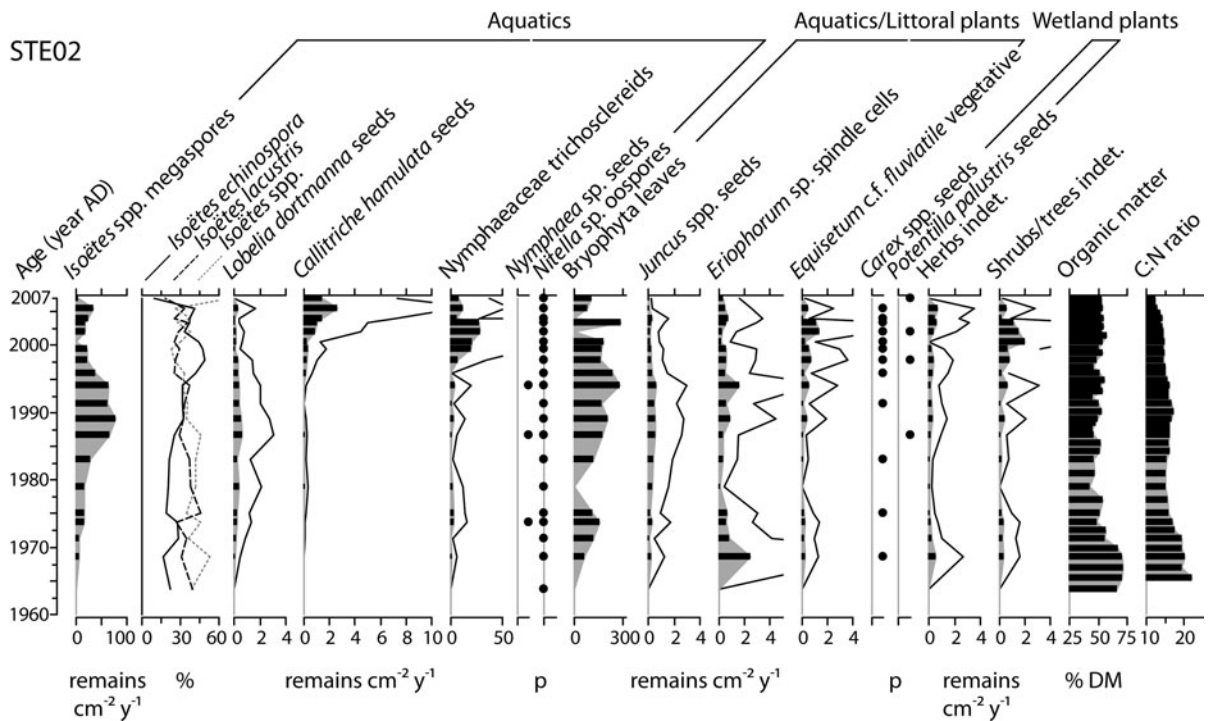 STE02
Aquatics
Aquatics/Littoral plants
Wetland plants
Age (year AD)
Isoëtes spp. megaspores
Isoëtes echinospora
Isoëtes lacustris
Isoëtes spp.
Lobelia dortmanna seeds
Callitriche hamulata seeds
Nymphaeaceae trichosclereids
Nymphaea sp. seeds
Nitella sp. oospores
Bryophyta leaves
Juncus spp. seeds
Eriophorum sp. spindle cells
Equisetum c.f. fluviatile vegetative
Carex spp. seeds
Potentilla palustris seeds
Herbs indet.
Shrubs/trees indet.
Organic matter
C:N ratio
2007
2000
1990
1980
1970
1960
0 100 0 30 60 0 2 4 0 2 4 6 8 10 0 50 0 300 0 2 4 0 2 4 0 2 4 0 2 4 0 2 4 25 50 75 10 20
remains % remains cm⁻² y⁻¹ p remains cm⁻² y⁻¹ p remains % DM
cm⁻² y⁻¹ cm⁻² y⁻¹